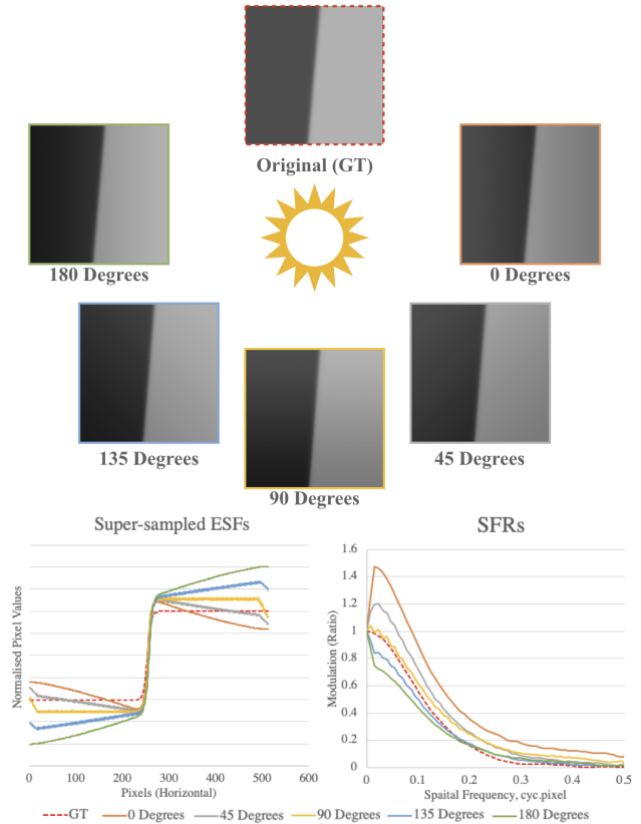 Original (GT)
180 Degrees
0 Degrees
135 Degrees
45 Degrees
90 Degrees
Super-sampled ESFs
Normalised Pixel Values
0 100 200 300 400 500 600
Pixels (Horizontal)
SFRs
Modulation (Ratio)
1.6
1.4
1.2
1
0.8
0.6
0.4
0.2
0
0 0.1 0.2 0.3 0.4 0.5
Spaital Frequency, cyc.pixel
GT 0 Degrees 45 Degrees 90 Degrees 135 Degrees 180 Degrees